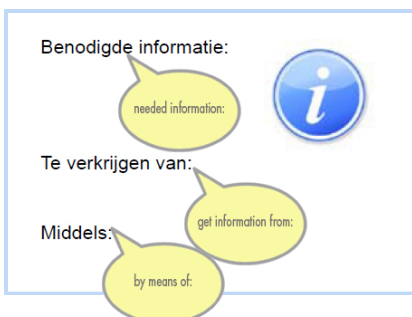 Benodigde informatie:
needed information:
Te verkrijgen van:
get information from:
Middels:
by means of: